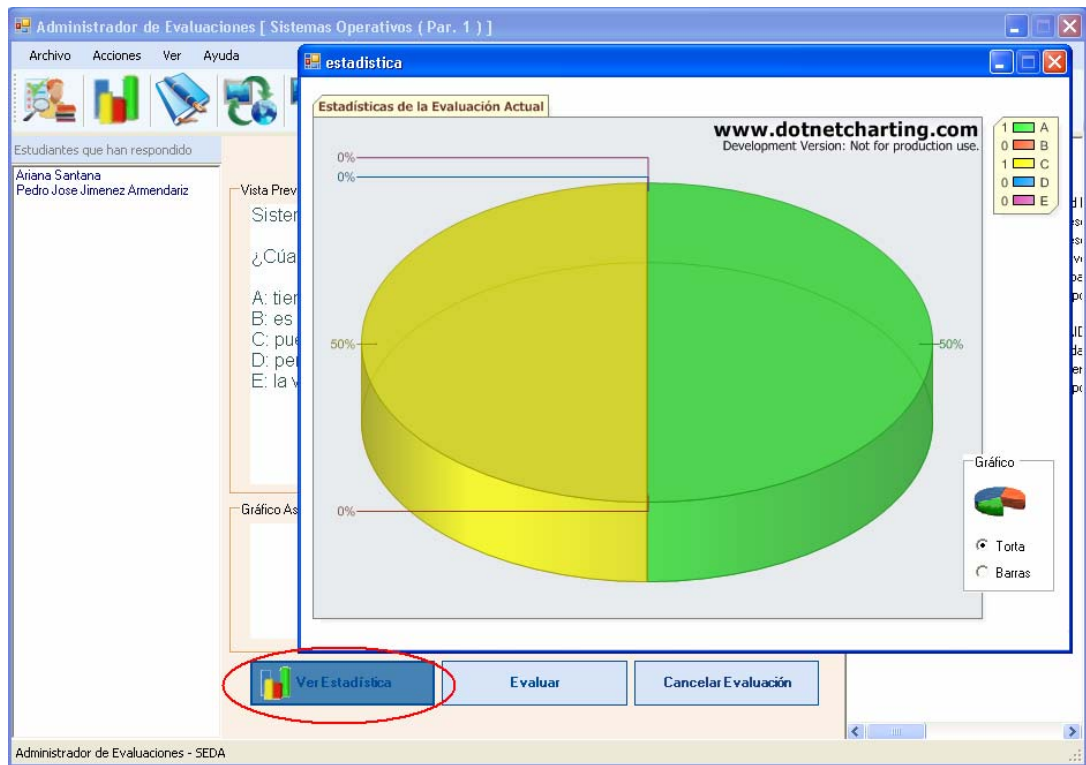 Administrador de Evaluaciones [ Sistemas Operativos ( Par. 1 ) ]
Archivo Acciones Ver Ayuda
estadistica
Estadísticas de la Evaluación Actual
www.dotnetcharting.com
Development Version: Not for production use.
1 A
0 B
1 C
0 D
0 E
0%
0%
50%
50%
0%
Gráfico
Torta
Barras
Estudiantes que han respondido
Ariana Santana
Pedro Jose Jimenez Armendariz
Vista Prev
Sister
¿Cúa
A: tier
B: es
C: pue
D: per
E: la v
Gráfico As
Ver Estadística
Evaluar
Cancelar Evaluación
Administrador de Evaluaciones - SEDA